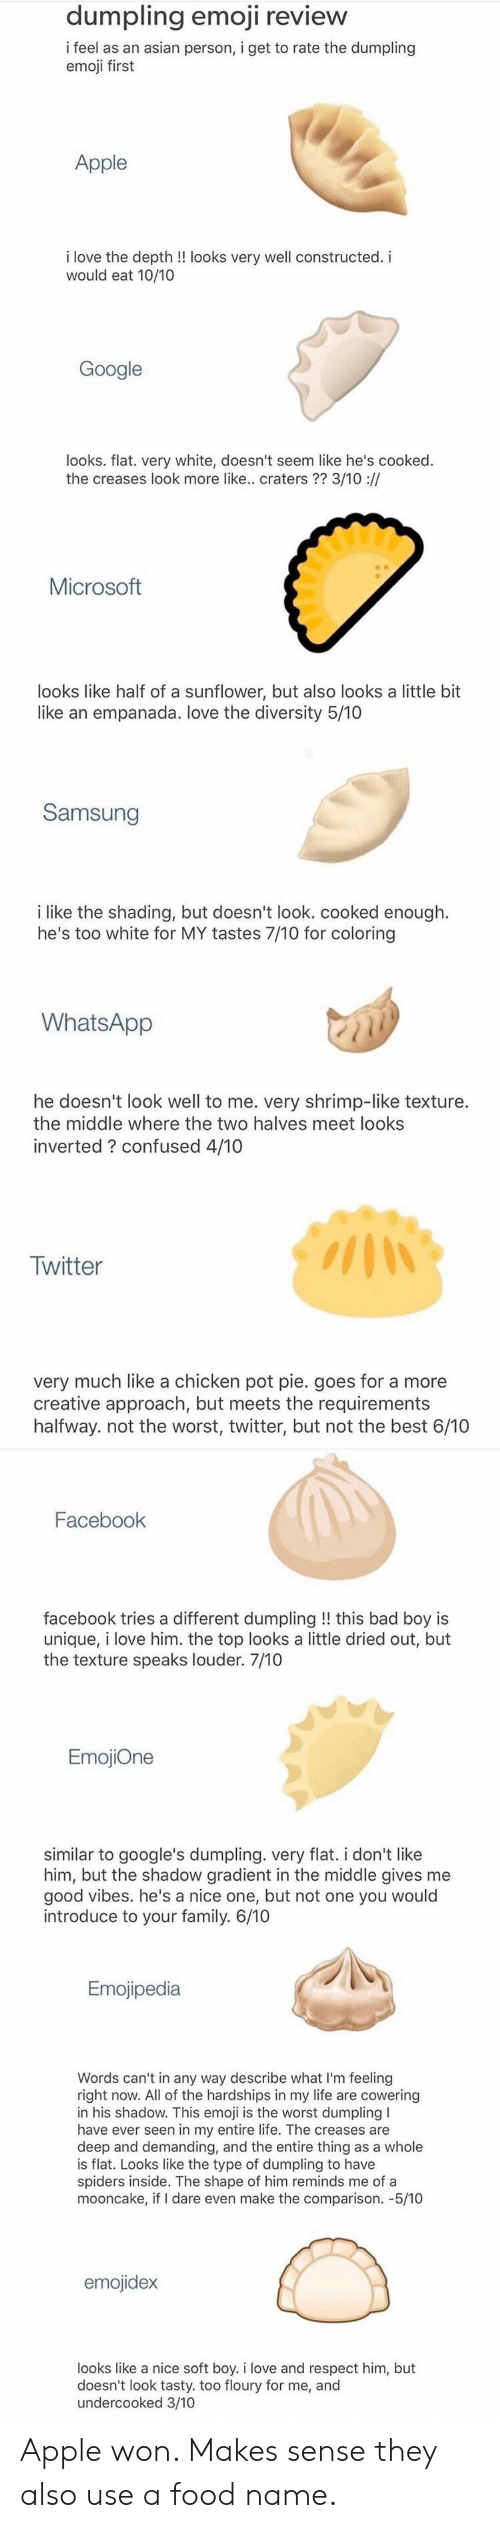 dumpling emoji review
i feel as an asian person, i get to rate the dumpling
emoji first
Apple
i love the depth !! looks very well constructed. i
would eat 10/10
Google
looks. flat. very white, doesn't seem like he's cooked.
the creases look more like.. craters ?? 3/10 ://
Microsoft
looks like half of a sunflower, but also looks a little bit
like an empanada. love the diversity 5/10
Samsung
i like the shading, but doesn't look. cooked enough.
he's too white for MY tastes 7/10 for coloring
WhatsApp
he doesn't look well to me. very shrimp-like texture.
the middle where the two halves meet looks
inverted ? confused 4/10
Twitter
very much like a chicken pot pie. goes for a more
creative approach, but meets the requirements
halfway. not the worst, twitter, but not the best 6/10
Facebook
facebook tries a different dumpling !! this bad boy is
unique, i love him. the top looks a little dried out, but
the texture speaks louder. 7/10
EmojiOne
similar to google's dumpling. very flat. i don't like
him, but the shadow gradient in the middle gives me
good vibes. he's a nice one, but not one you would
introduce to your family. 6/10
Emojipedia
Words can't in any way describe what I'm feeling
right now. All of the hardships in my life are cowering
in his shadow. This emoji is the worst dumpling I
have ever seen in my entire life. The creases are
deep and demanding, and the entire thing as a whole
is flat. Looks like the type of dumpling to have
spiders inside. The shape of him reminds me of a
mooncake, if I dare even make the comparison. -5/10
emojidex
looks like a nice soft boy. i love and respect him, but
doesn't look tasty. too floury for me, and
undercooked 3/10
Apple won. Makes sense they
also use a food name.